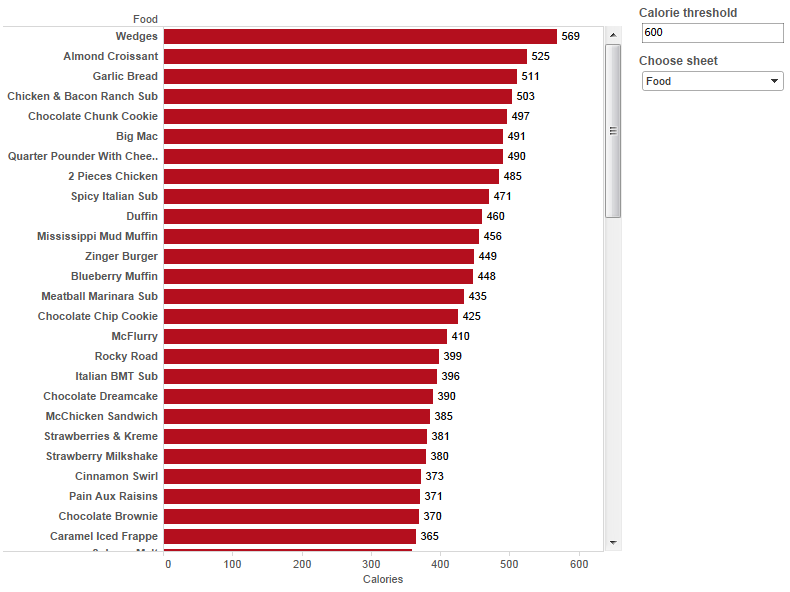 Food
Wedges 569
Almond Croissant 525
Garlic Bread 511
Chicken & Bacon Ranch Sub 503
Chocolate Chunk Cookie 497
Big Mac 491
Quarter Pounder With Chee.. 490
2 Pieces Chicken 485
Spicy Italian Sub 471
Duffin 460
Mississippi Mud Muffin 456
Zinger Burger 449
Blueberry Muffin 448
Meatball Marinara Sub 435
Chocolate Chip Cookie 425
McFlurry 410
Rocky Road 399
Italian BMT Sub 396
Chocolate Dreamcake 390
McChicken Sandwich 385
Strawberries & Kreme 381
Strawberry Milkshake 380
Cinnamon Swirl 373
Pain Aux Raisins 371
Chocolate Brownie 370
Caramel Iced Frappe 365
0 100 200 300 400 500 600
Calories
Calorie threshold
600
Choose sheet
Food